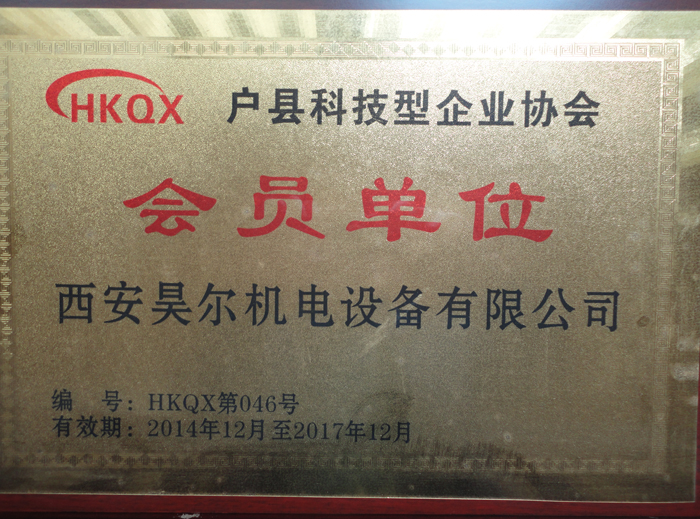 HKQX 户县科技型企业协会
会员单位
西安昊尔机电设备有限公司
编 号：HKQX第046号
有效期：2014年12月至2017年12月